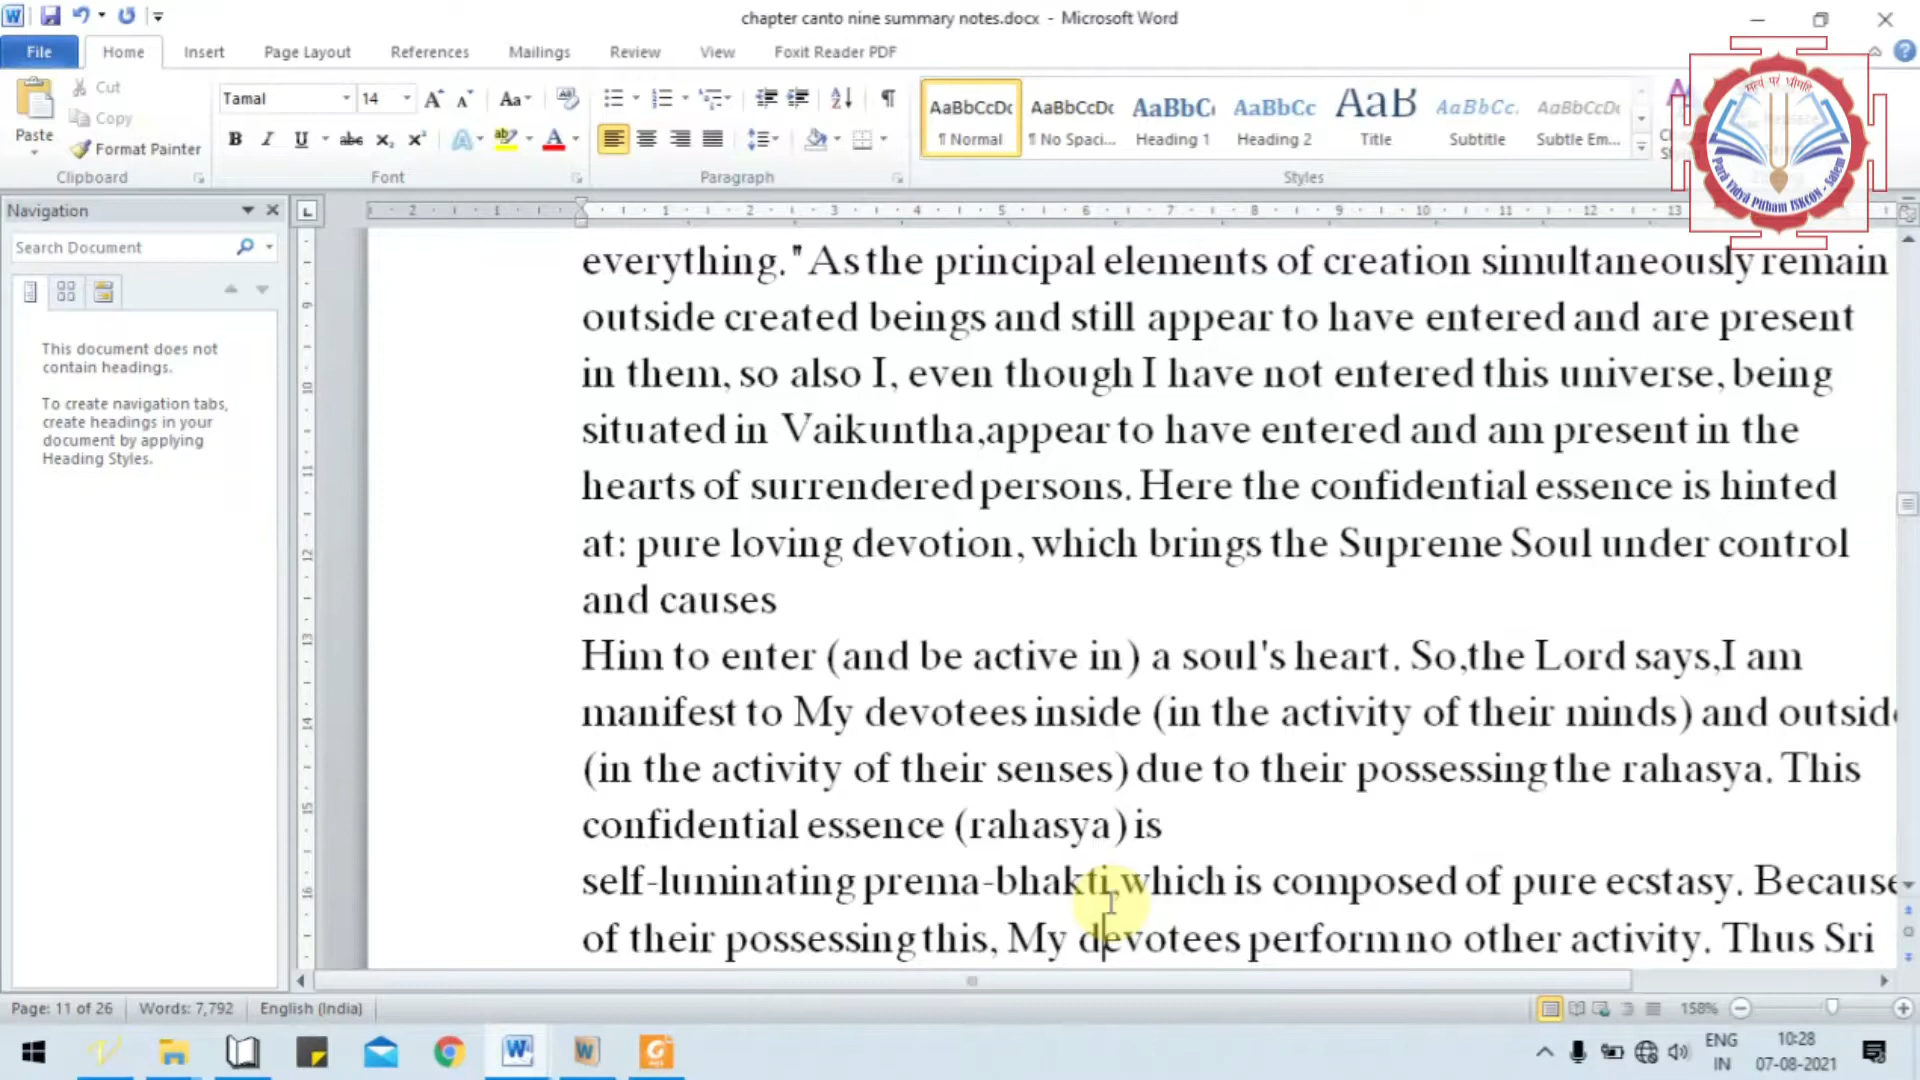 chapter canto nine summary notes.docx - Microsoft Word
File Home Insert Page Layout References Mailings Review View Foxit Reader PDF
Paste
Cut
Copy
Format Painter
Clipboard
Tamal 14
Font
Paragraph
AaBbCcDc AaBbCcDc AaBbC AaBbCc AaB AaBbCc. AaBbCcDc
¶ Normal ¶ No Spaci... Heading 1 Heading 2 Title Subtitle Subtle Em...
Styles
Para Vidya Pitham ISKCON - Salem
Navigation
Search Document
This document does not
contain headings.
To create navigation tabs,
create headings in your
document by applying
Heading Styles.
everything." As the principal elements of creation simultaneously remain
outside created beings and still appear to have entered and are present
in them, so also I, even though I have not entered this universe, being
situated in Vaikuntha,appear to have entered and am present in the
hearts of surrendered persons. Here the confidential essence is hinted
at: pure loving devotion, which brings the Supreme Soul under control
and causes
Him to enter (and be active in) a soul's heart. So,the Lord says,I am
manifest to My devotees inside (in the activity of their minds) and outside
(in the activity of their senses) due to their possessing the rahasya. This
confidential essence (rahasya) is
self-luminating prema-bhakti,which is composed of pure ecstasy. Because
of their possessing this, My devotees perform no other activity. Thus Sri
Page: 11 of 26 Words: 7,792 English (India) 158%
ENG
IN
10:28
07-08-2021